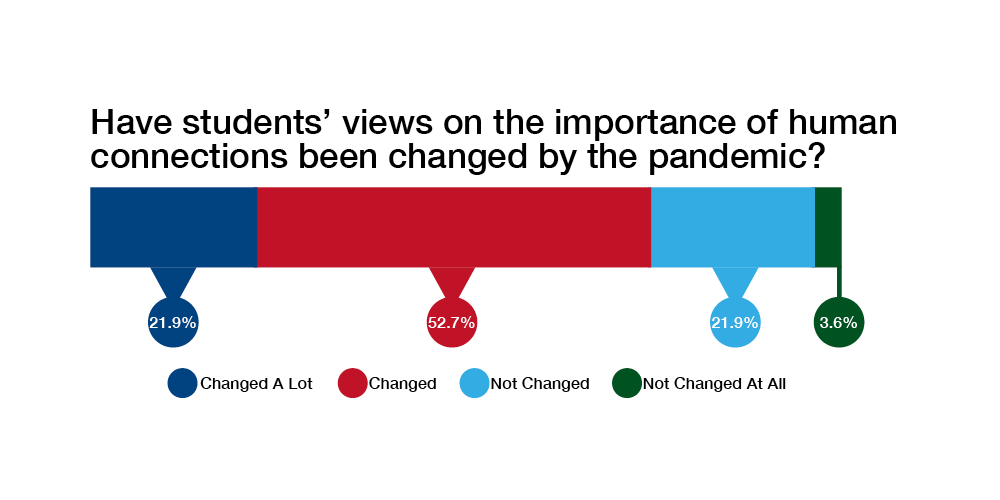 Have students’ views on the importance of human
connections been changed by the pandemic?
21.9% 52.7% 21.9% 3.6%
Changed A Lot Changed Not Changed Not Changed At All